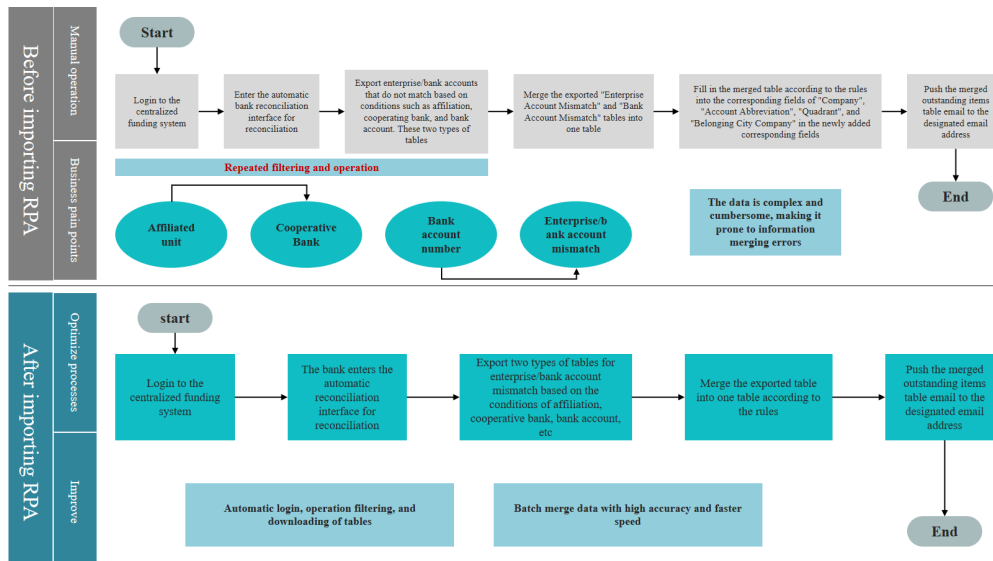 Before importing RPA
Manual operation
Business pain points
Start
Login to the
centralized funding
system
Enter the automatic
bank reconciliation
interface for
reconciliation
Export enterprise/bank accounts
that do not match based on
conditions such as affiliation,
cooperating bank, and bank
account. These two types of
tables
Merge the exported "Enterprise
Account Mismatch" and "Bank
Account Mismatch" tables into
one table
Fill in the merged table according to the rules
into the corresponding fields of "Company",
"Account Abbreviation", "Quadrant", and
"Belonging City Company" in the newly added
corresponding fields
Push the merged
outstanding items
table email to the
designated email
address
End
Repeated filtering and operation
Affiliated
unit
Cooperative
Bank
Bank
account
number
Enterprise/b
ank account
mismatch
The data is complex and
cumbersome, making it
prone to information
merging errors
After importing RPA
Optimize processes
Improve
start
Login to the
centralized funding
system
The bank enters the
automatic
reconciliation
interface for
reconciliation
Export two types of tables for
enterprise/bank account
mismatch based on the
conditions of affiliation,
cooperative bank, bank account,
etc
Merge the exported table
into one table according to
the rules
Push the merged
outstanding items
table email to the
designated email
address
End
Automatic login, operation filtering, and
downloading of tables
Batch merge data with high accuracy and faster
speed